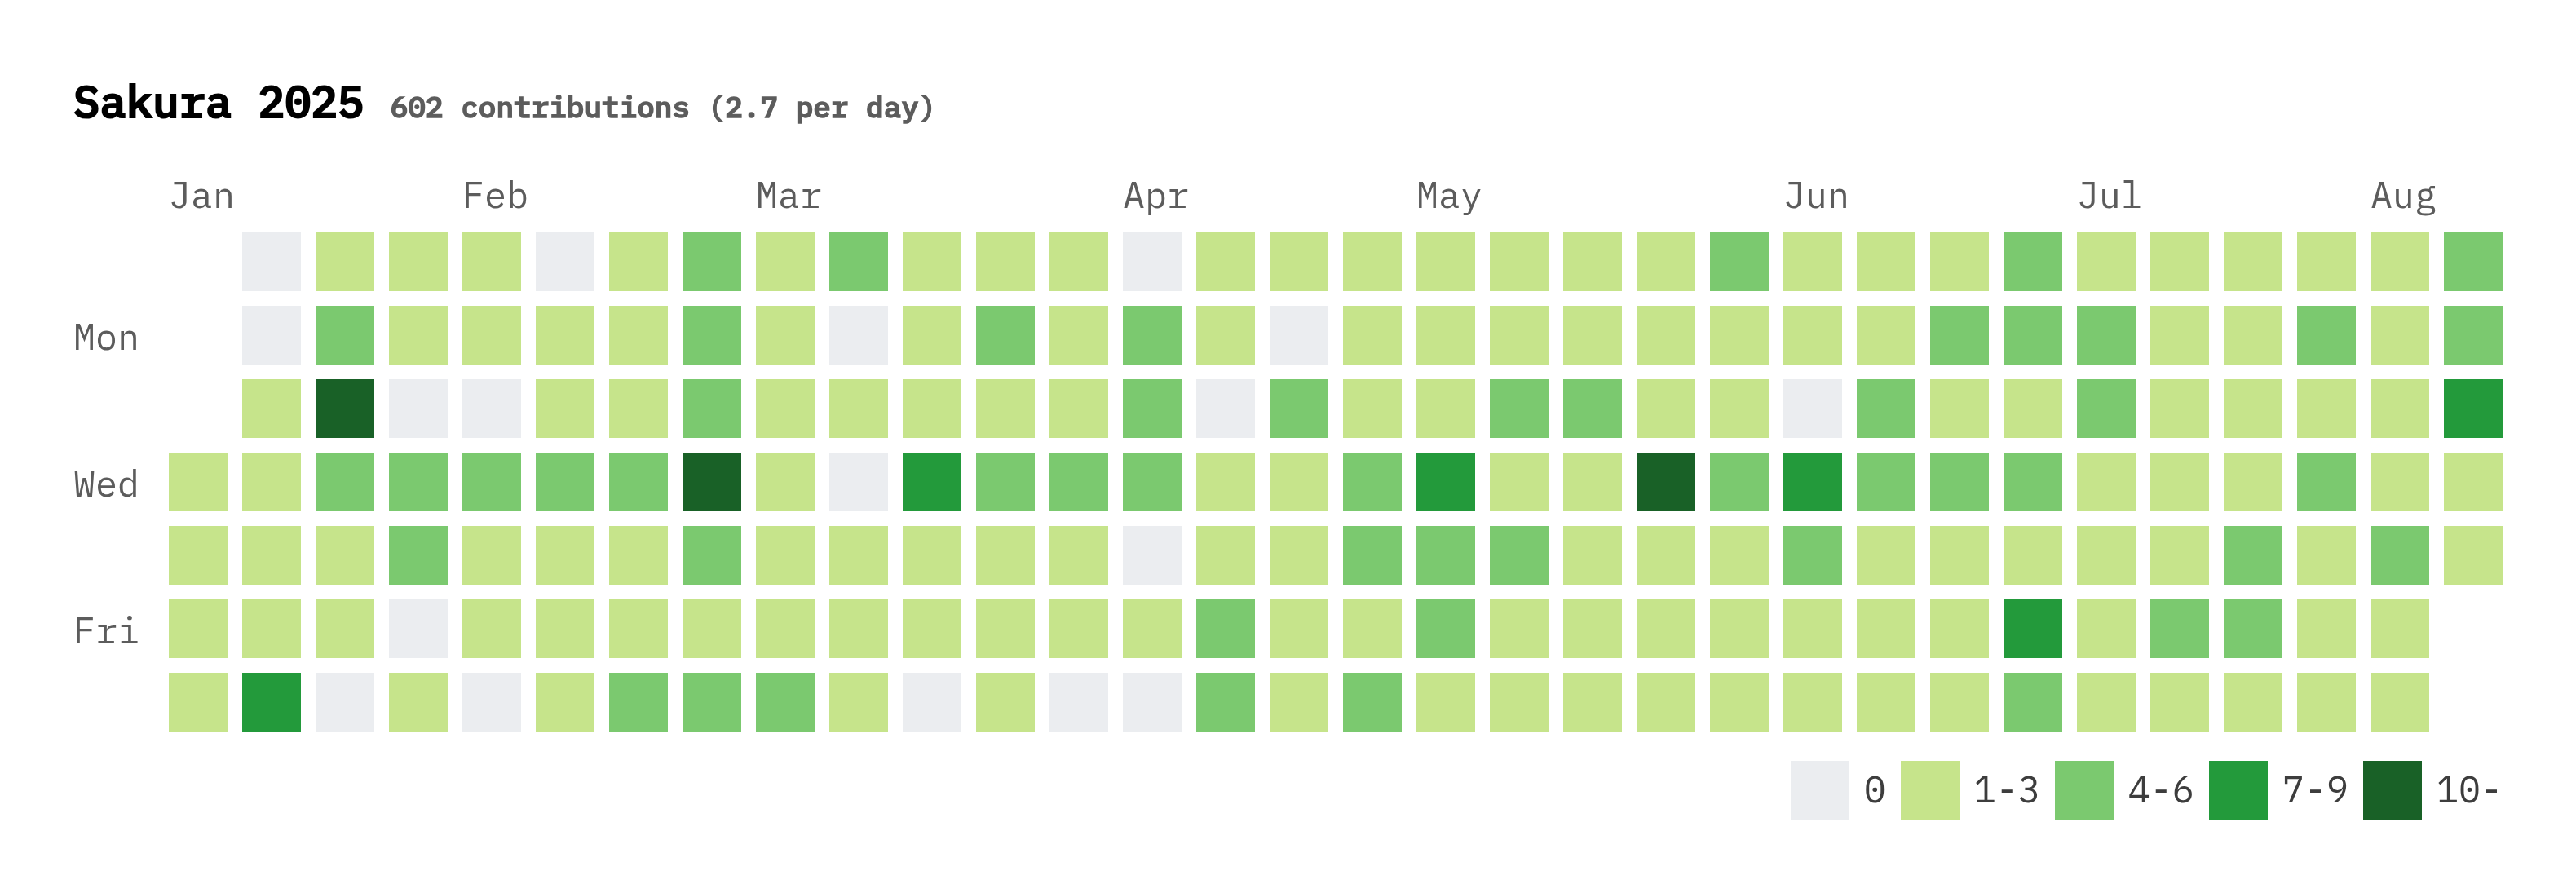 Sakura 2025 602 contributions (2.7 per day)
Jan Feb Mar Apr May Jun Jul Aug
Mon
Wed
Fri
0 1-3 4-6 7-9 10-